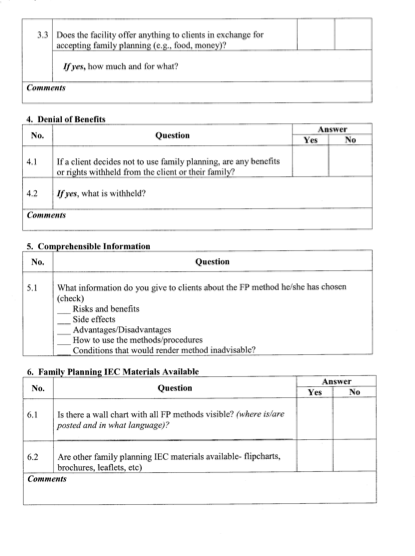 3.3 Does the facility offer anything to clients in exchange for
accepting family planning (e.g., food, money)?
If yes, how much and for what?
Comments
4. Denial of Benefits
No. Question Answer
Yes No
4.1 If a client decides not to use family planning, are any benefits
or rights withheld from the client or their family?
4.2 If yes, what is withheld?
Comments
5. Comprehensible Information
No. Question
5.1 What information do you give to clients about the FP method he/she has chosen
(check)
___ Risks and benefits
___ Side effects
___ Advantages/Disadvantages
___ How to use the methods/procedures
___ Conditions that would render method inadvisable?
6. Family Planning IEC Materials Available
No. Question Answer
Yes No
6.1 Is there a wall chart with all FP methods visible? (where is/are
posted and in what language)?
6.2 Are other family planning IEC materials available- flipcharts,
brochures, leaflets, etc)
Comments